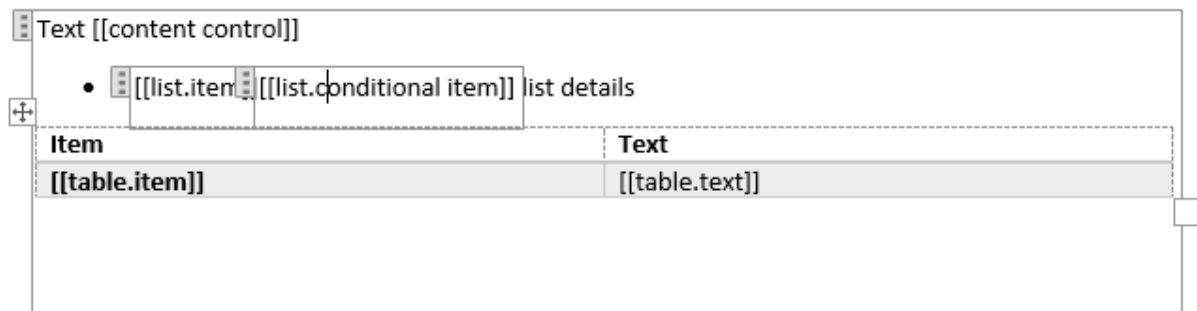 Text [[content control]]
• [[list.item [[list.conditional item]] list details
Item Text
[[table.item]] [[table.text]]